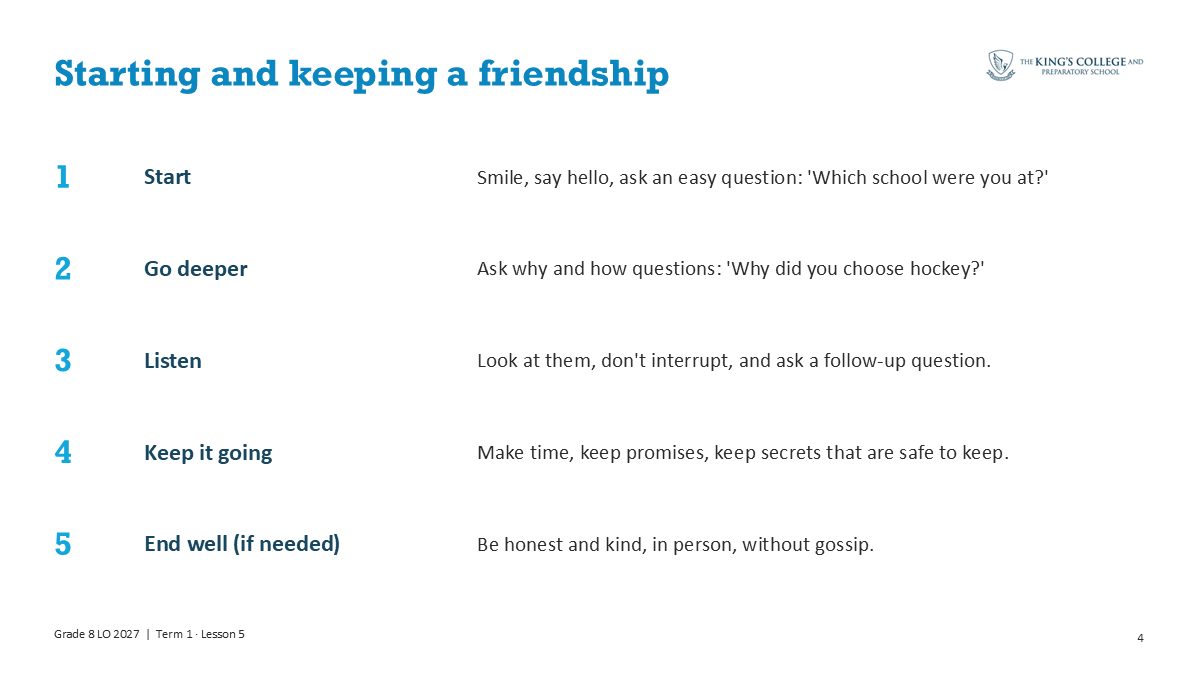 Starting and keeping a friendship
THE KING'S COLLEGE AND
PREPARATORY SCHOOL
1 Start Smile, say hello, ask an easy question: 'Which school were you at?'
2 Go deeper Ask why and how questions: 'Why did you choose hockey?'
3 Listen Look at them, don't interrupt, and ask a follow-up question.
4 Keep it going Make time, keep promises, keep secrets that are safe to keep.
5 End well (if needed) Be honest and kind, in person, without gossip.
Grade 8 LO 2027 | Term 1 · Lesson 5
4